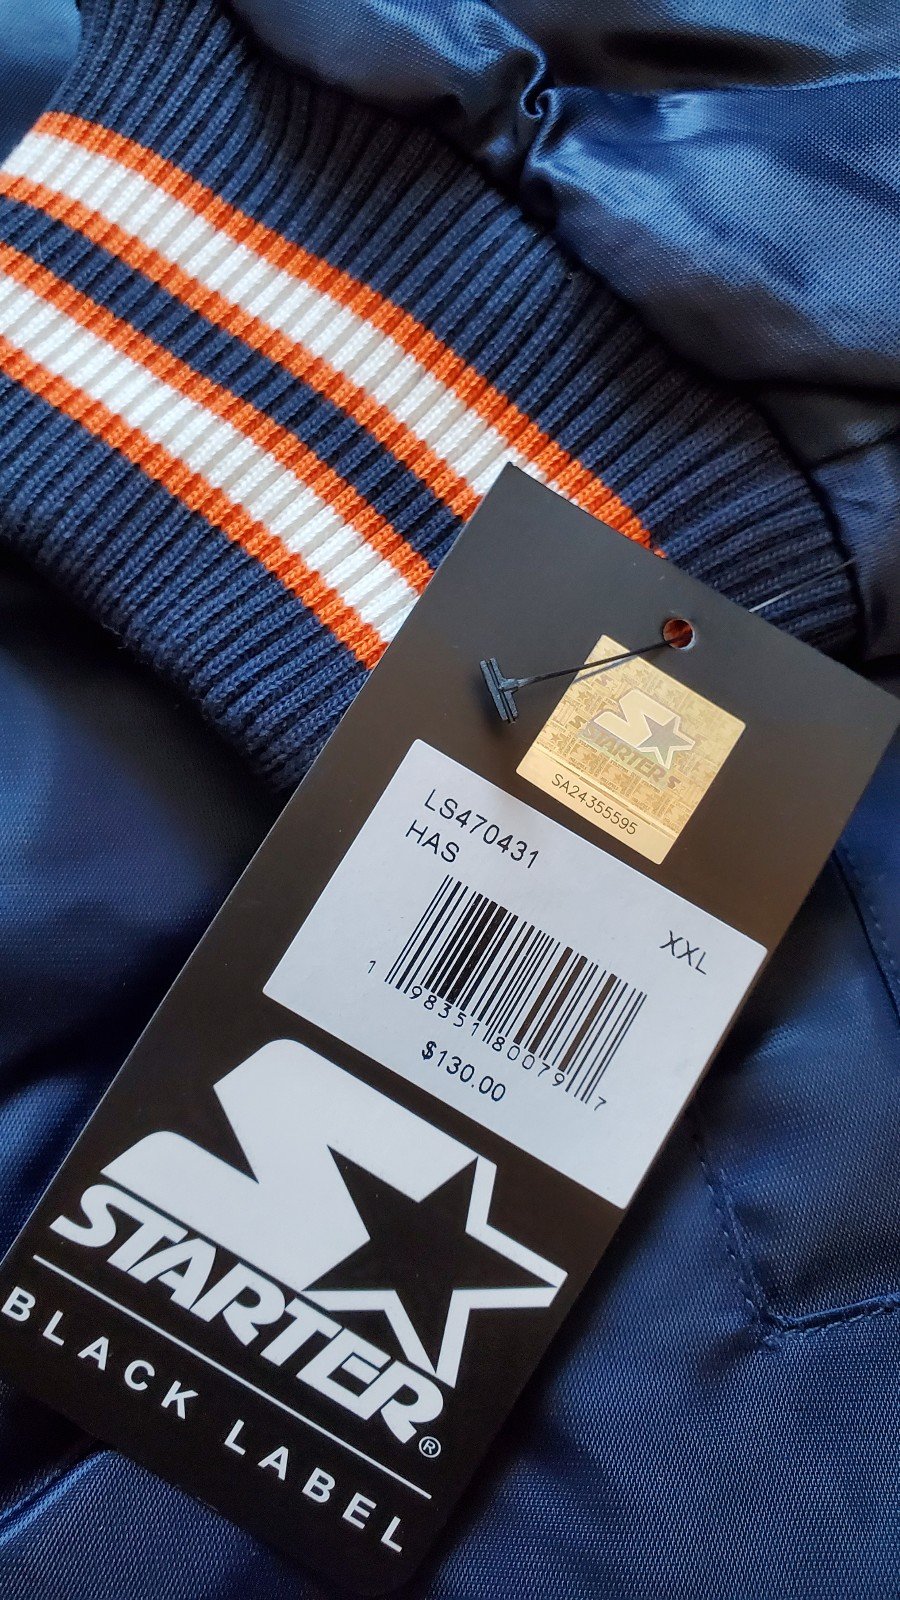 STARTER
SA24355595
LS470431
HAS
XXL
1 98351 80079 7
$130.00
STARTER®
BLACK LABEL